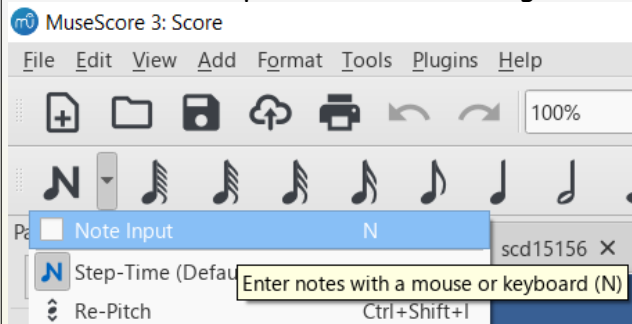 MuseScore 3: Score
File Edit View Add Format Tools Plugins Help
100%
N
Note Input N
scd15156
Step-Time (Defau
Enter notes with a mouse or keyboard (N)
Re-Pitch Ctrl+Shift+I